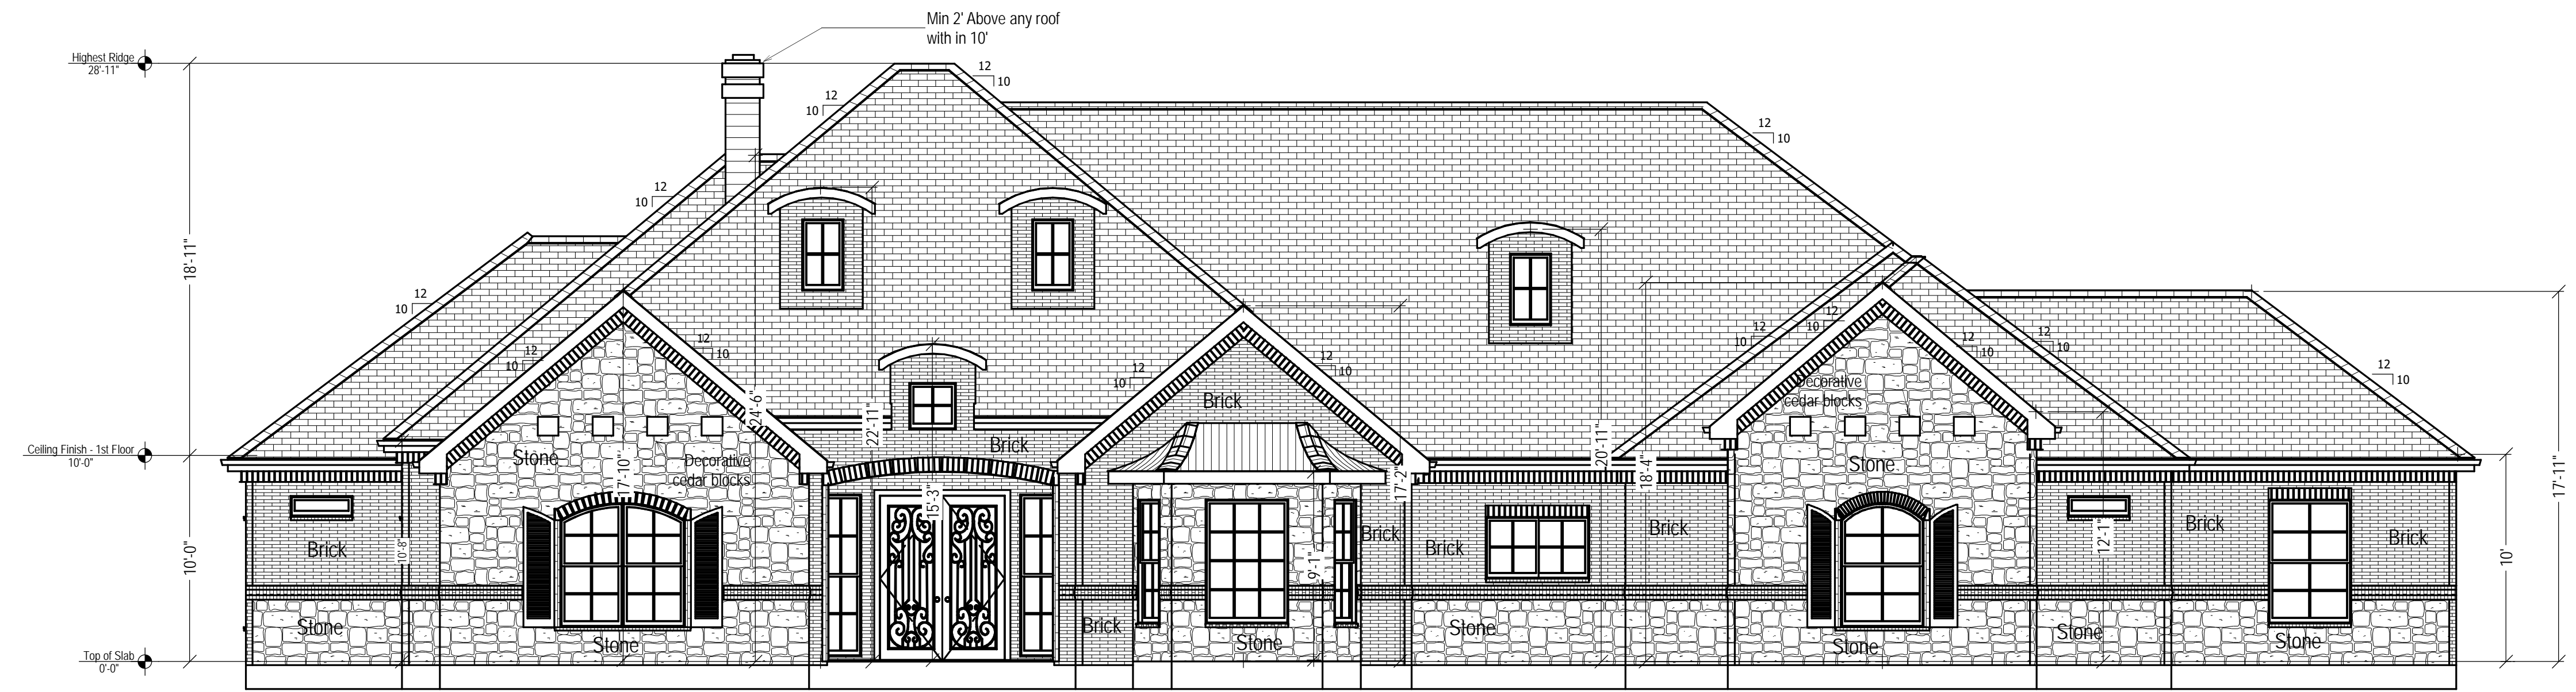 Min 2' Above any roof
with in 10'
Highest Ridge
28'-11"
12
10
12
10
12
10
12
10
12
10
12
10
12
10
12
10
12
10
12
10
12
10
12
10
12
10
12
10
18'-11"
24'-6"
22'-11"
20'-11"
18'-4"
17'-11"
17'-10"
17'-2"
15'-3"
Decorative
cedar blocks
Brick
Stone
Brick
Decorative
cedar blocks
Stone
Ceiling Finish - 1st Floor
10'-0"
10'-0"
10'-8"
9'-1"
12'-1"
10'
Brick
Brick
Brick
Brick
Brick
Brick
Stone
Brick
Stone
Stone
Stone
Stone
Stone
Stone
Top of Slab
0'-0"